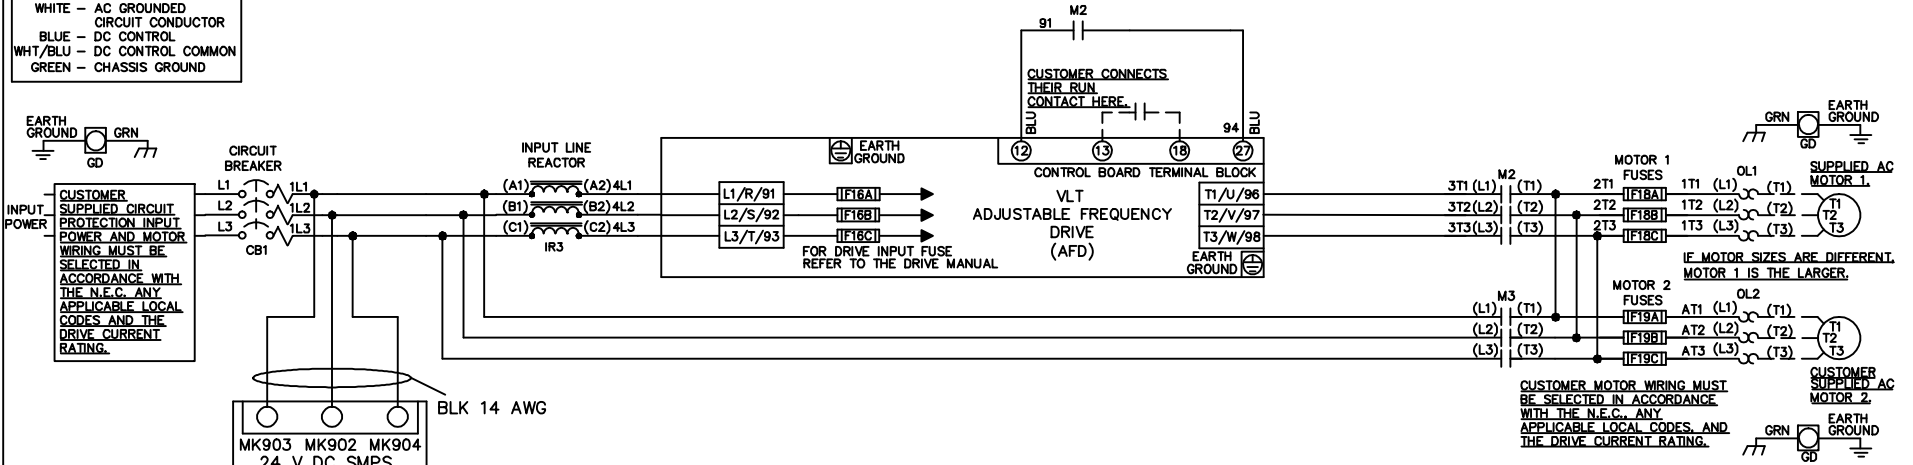 WHITE – AC GROUNDED
CIRCUIT CONDUCTOR
BLUE – DC CONTROL
WHT/BLU – DC CONTROL COMMON
GREEN – CHASSIS GROUND
EARTH
GROUND
GRN
GD
INPUT
POWER
CUSTOMER
SUPPLIED CIRCUIT
PROTECTION INPUT
POWER AND MOTOR
WIRING MUST BE
SELECTED IN
ACCORDANCE WITH
THE N.E.C. ANY
APPLICABLE LOCAL
CODES AND THE
DRIVE CURRENT
RATING.
CIRCUIT
BREAKER
L1 1L1
L2 1L2
L3 1L3
CB1
INPUT LINE
REACTOR
(A1) (A2) 4L1
(B1) (B2) 4L2
(C1) (C2) 4L3
IR3
BLK 14 AWG
MK903 MK902 MK904
24 V DC SMPS
M2
91
CUSTOMER CONNECTS
THEIR RUN
CONTACT HERE.
BLU
94 BLU
12 13 18 27
CONTROL BOARD TERMINAL BLOCK
EARTH
GROUND
L1/R/91
L2/S/92
L3/T/93
F16A
F16B
F16C
FOR DRIVE INPUT FUSE
REFER TO THE DRIVE MANUAL
VLT
ADJUSTABLE FREQUENCY
DRIVE
(AFD)
T1/U/96
T2/V/97
T3/W/98
EARTH
GROUND
M2
3T1 (L1) (T1)
3T2 (L2) (T2)
3T3 (L3) (T3)
M3
(L1) (T1)
(L2) (T2)
(L3) (T3)
MOTOR 1
FUSES
2T1 F18A 1T1 (L1)
2T2 F18B 1T2 (L2)
2T3 F18C 1T3 (L3)
OL1
(T1)
(T2)
(T3)
T1
T2
T3
GRN
EARTH
GROUND
GD
SUPPLIED AC
MOTOR 1.
IF MOTOR SIZES ARE DIFFERENT,
MOTOR 1 IS THE LARGER.
MOTOR 2
FUSES
F19A AT1 (L1)
F19B AT2 (L2)
F19C AT3 (L3)
OL2
(T1)
(T2)
(T3)
T1
T2
T3
CUSTOMER
SUPPLIED AC
MOTOR 2.
CUSTOMER MOTOR WIRING MUST
BE SELECTED IN ACCORDANCE
WITH THE N.E.C., ANY
APPLICABLE LOCAL CODES, AND
THE DRIVE CURRENT RATING.
GRN
EARTH
GROUND
GD